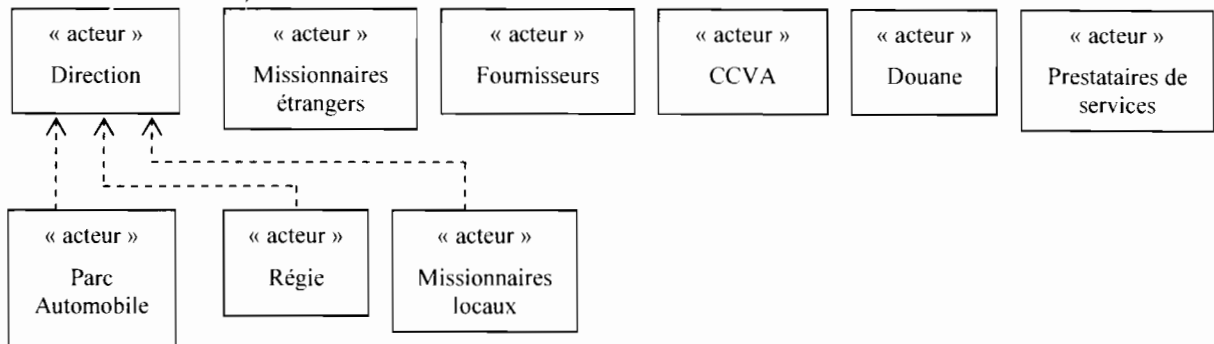 « acteur »
Direction
« acteur »
Missionnaires
étrangers
« acteur »
Fournisseurs
« acteur »
CCVA
« acteur »
Douane
« acteur »
Prestataires de
services
« acteur »
Parc
Automobile
« acteur »
Régie
« acteur »
Missionnaires
locaux